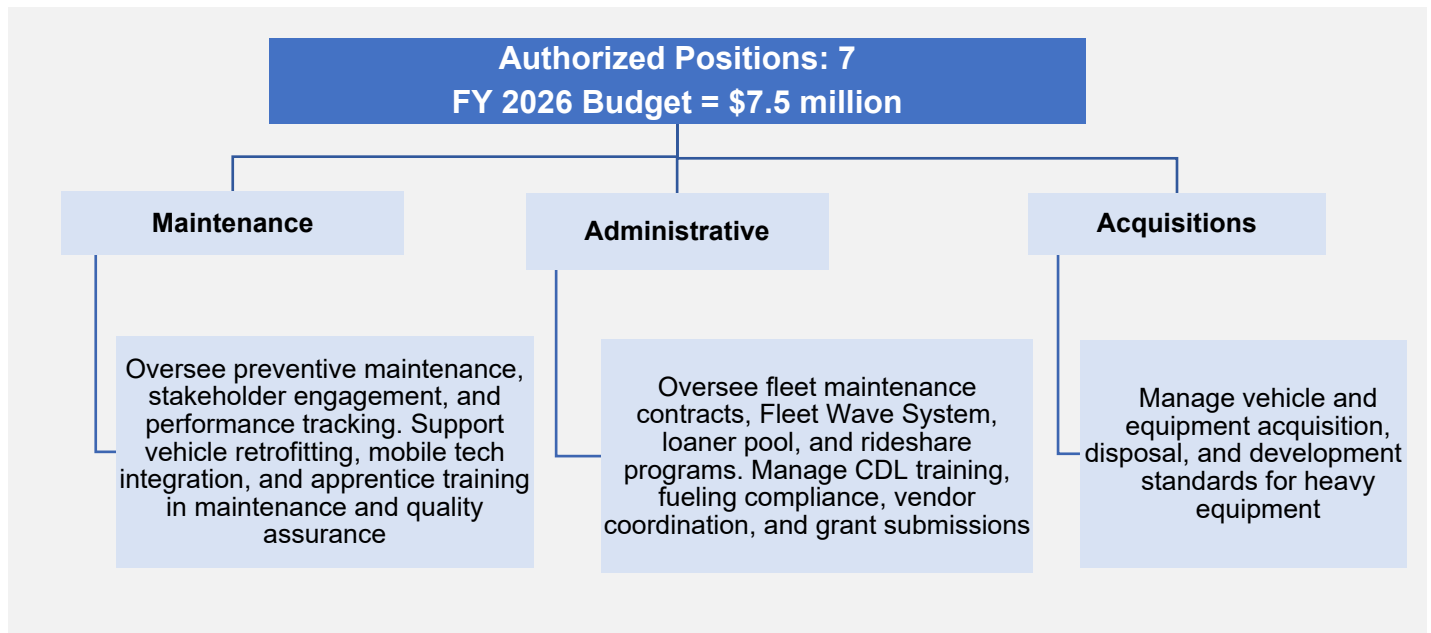 Authorized Positions: 7
FY 2026 Budget = $7.5 million
Maintenance
Oversee preventive maintenance,
stakeholder engagement, and
performance tracking. Support
vehicle retrofitting, mobile tech
integration, and apprentice training
in maintenance and quality
assurance
Administrative
Oversee fleet maintenance
contracts, Fleet Wave System,
loaner pool, and rideshare
programs. Manage CDL training,
fueling compliance, vendor
coordination, and grant submissions
Acquisitions
Manage vehicle and
equipment acquisition,
disposal, and development
standards for heavy
equipment